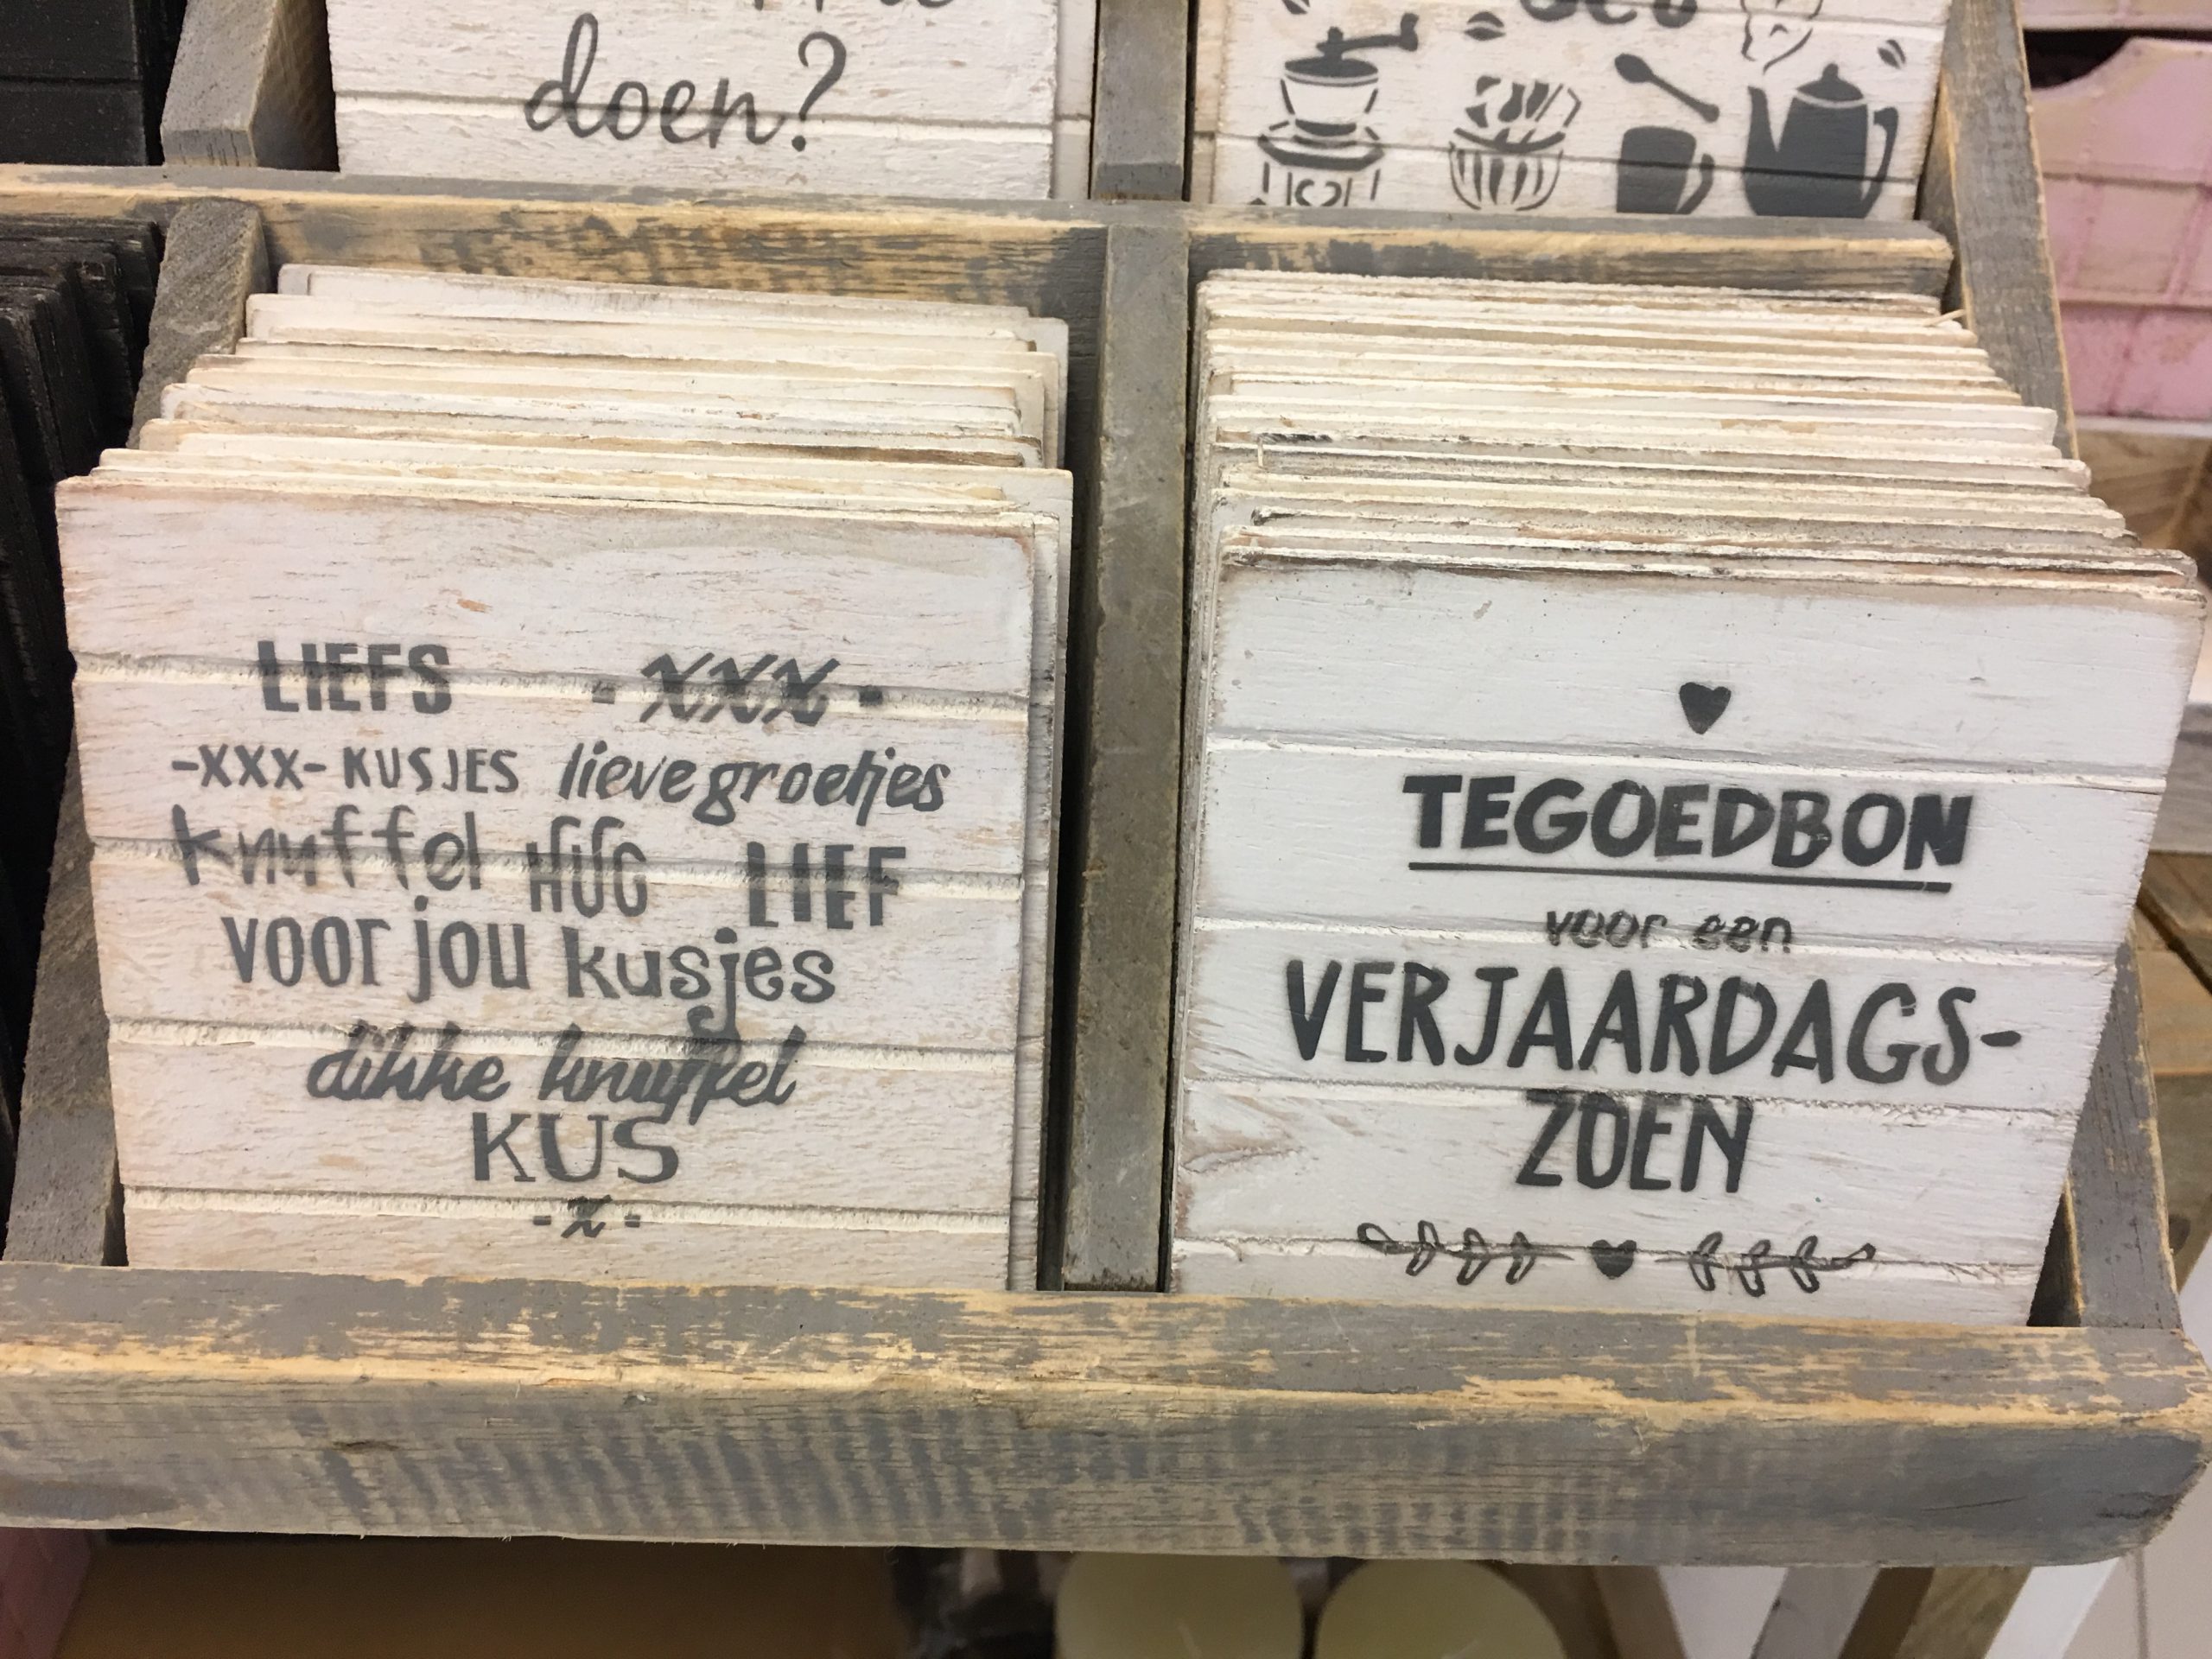 doen?
LIEFS -xxx-
-XXX- KUSJES lieve groetjes
knuffel HUG LIEF
voor jou kusjes
dikke knuffel
KUS
-x-
TEGOEDBON
voor een
VERJAARDAGS-
ZOEN